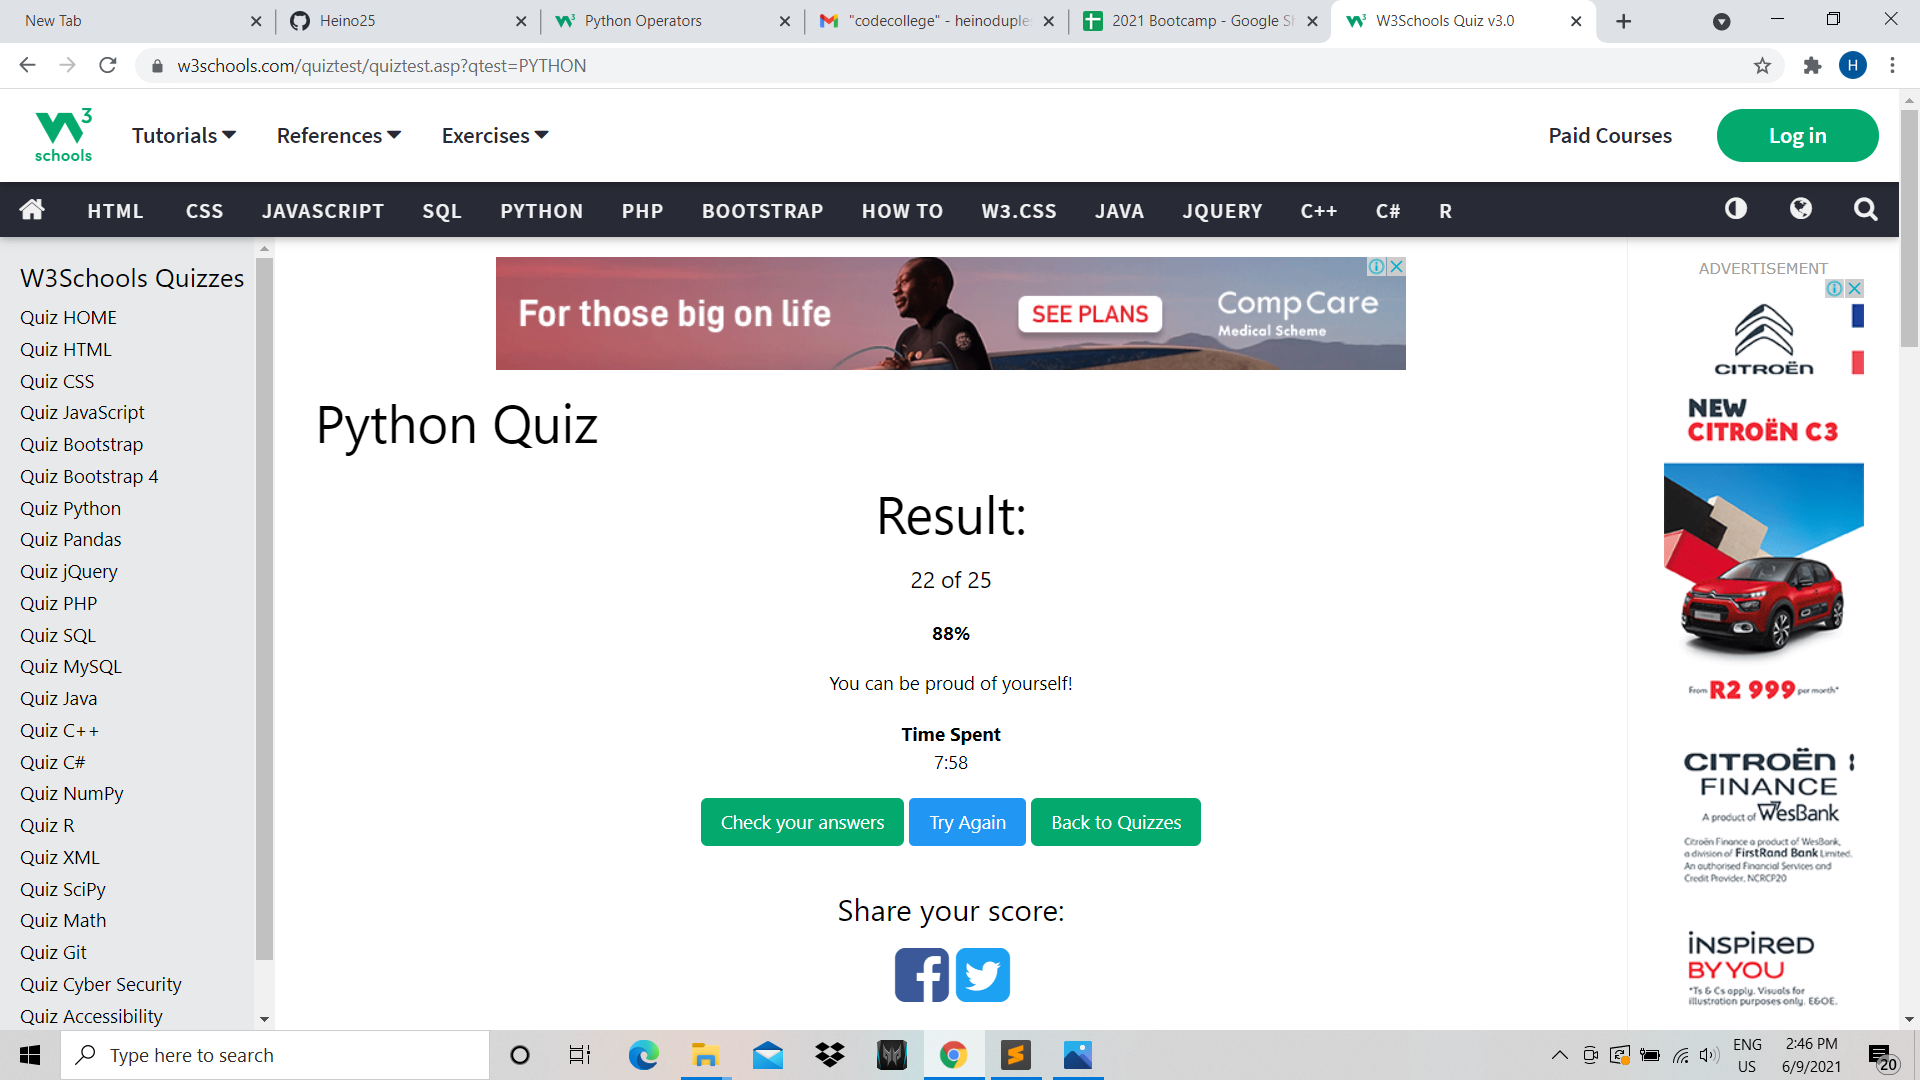 New Tab
Heino25
Python Operators
"codecollege" - heinoduples
2021 Bootcamp - Google Sh
W3Schools Quiz v3.0
w3schools.com/quiztest/quiztest.asp?qtest=PYTHON
H
3
schools
Tutorials
References
Exercises
Paid Courses
Log in
HTML
CSS
JAVASCRIPT
SQL
PYTHON
PHP
BOOTSTRAP
HOW TO
W3.CSS
JAVA
JQUERY
C++
C#
R
W3Schools Quizzes
Quiz HOME
Quiz HTML
Quiz CSS
Quiz JavaScript
Quiz Bootstrap
Quiz Bootstrap 4
Quiz Python
Quiz Pandas
Quiz jQuery
Quiz PHP
Quiz SQL
Quiz MySQL
Quiz Java
Quiz C++
Quiz C#
Quiz NumPy
Quiz R
Quiz XML
Quiz SciPy
Quiz Math
Quiz Git
Quiz Cyber Security
Quiz Accessibility
For those big on life
SEE PLANS
CompCare
Medical Scheme
Python Quiz
Result:
22 of 25
88%
You can be proud of yourself!
Time Spent
7:58
Check your answers
Try Again
Back to Quizzes
Share your score:
ADVERTISEMENT
CITROËN
NEW
CITROËN C3
From R2 999 per month*
CITROËN
FINANCE
A product of WesBank
Citroën Finance a product of WesBank,
a division of FirstRand Bank Limited.
An authorised Financial Services and
Credit Provider. NCRCP20
INSPIRED
BY YOU
*Ts & Cs apply. Visuals for
illustration purposes only. E&OE.
Type here to search
ENG
US
2:46 PM
6/9/2021
20